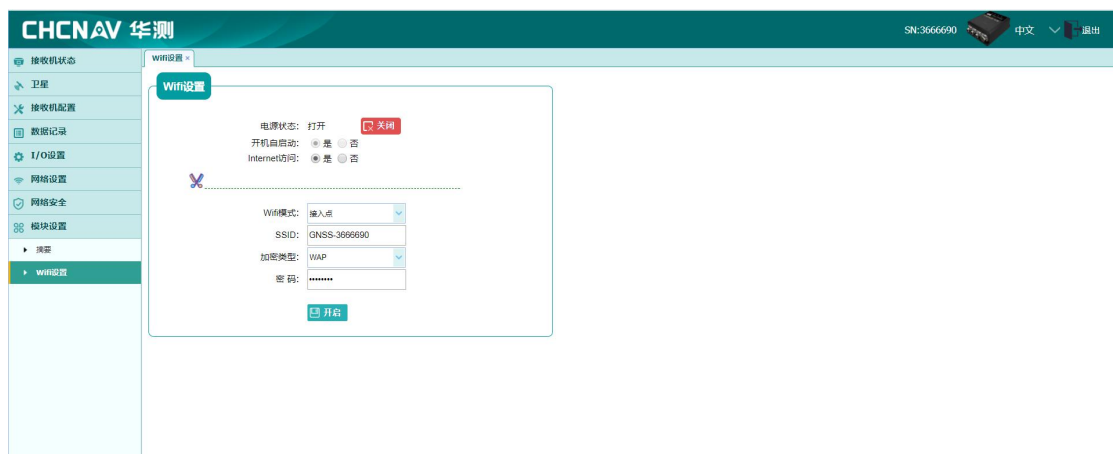 CHCNAV 华测
SN:3666690 中文 退出
接收机状态
卫星
接收机配置
数据记录
I/O设置
网络设置
网络安全
模块设置
摘要
Wifi设置
Wifi设置 ×
Wifi设置
电源状态: 打开 关闭
开机自启动: 是 否
Internet访问: 是 否
Wifi模式: 接入点
SSID: GNSS-3666690
加密类型: WAP
密 码: ••••••••
开启